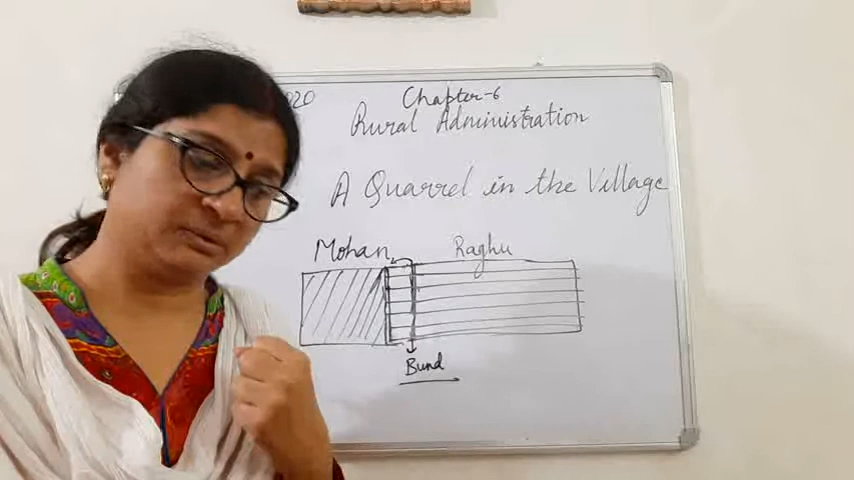 Chapter-6
Rural Administration
A Quarrel in the Village
Mohan Raghu
Bund